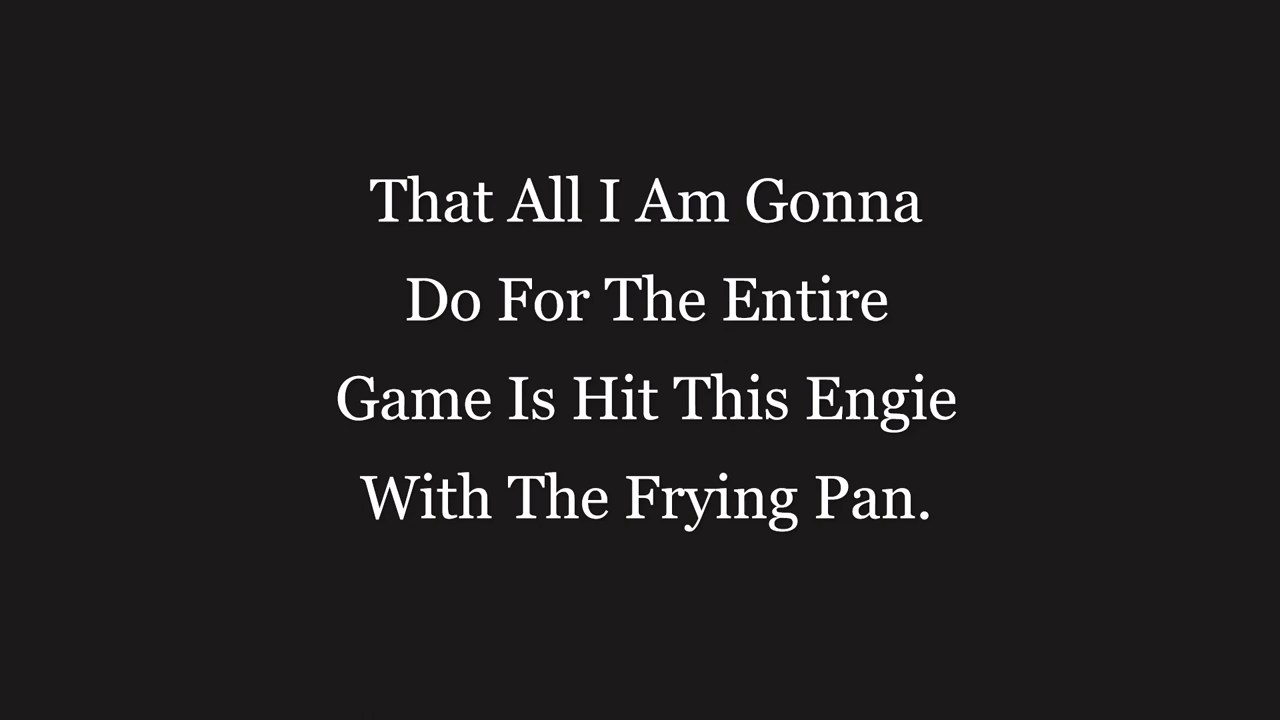 That All I Am Gonna
Do For The Entire
Game Is Hit This Engie
With The Frying Pan.